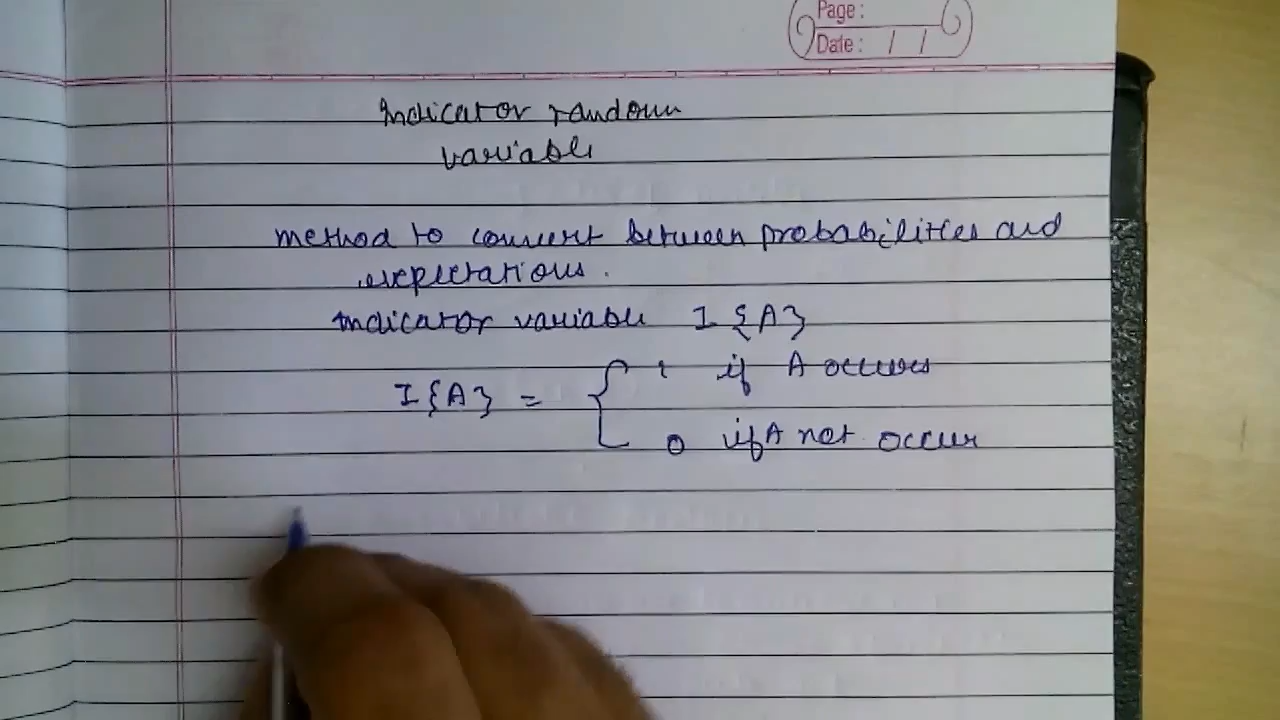 Page:
Date: / /
Indicator random
variable
method to convert between probabilities and
expectations.
Indicator variable I {A}
I{A} = { 1 if A occurs
0 if A not occur